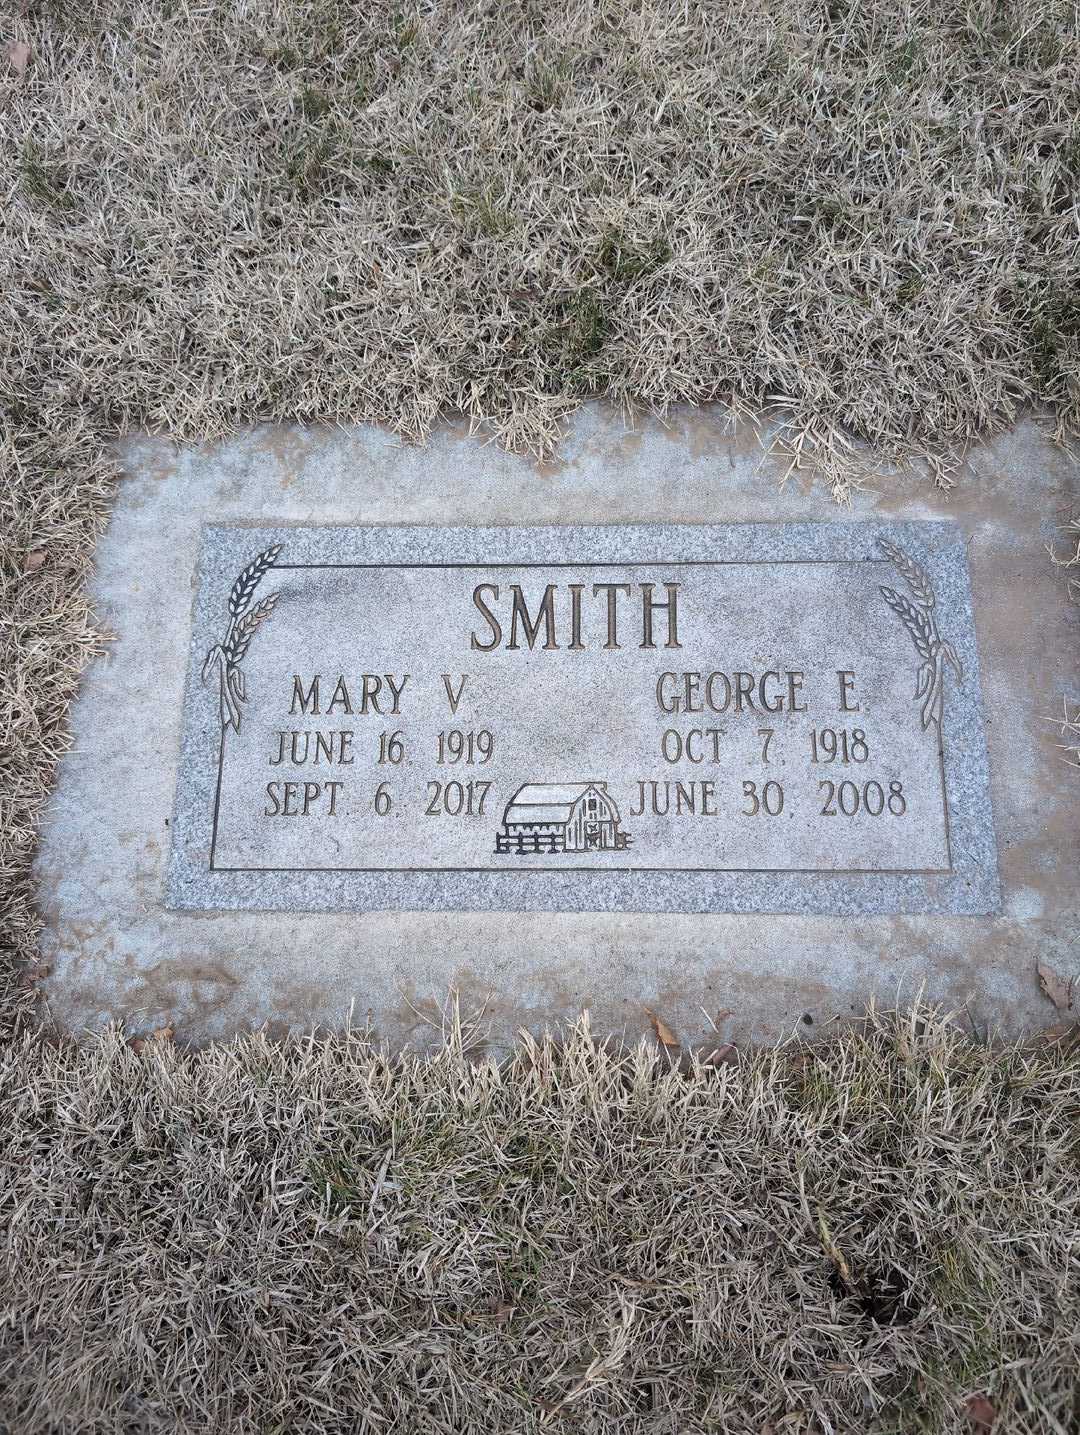 SMITH
MARY V
GEORGE E.
JUNE 16, 1919
OCT 7, 1918
SEPT. 6, 2017
JUNE 30, 2008